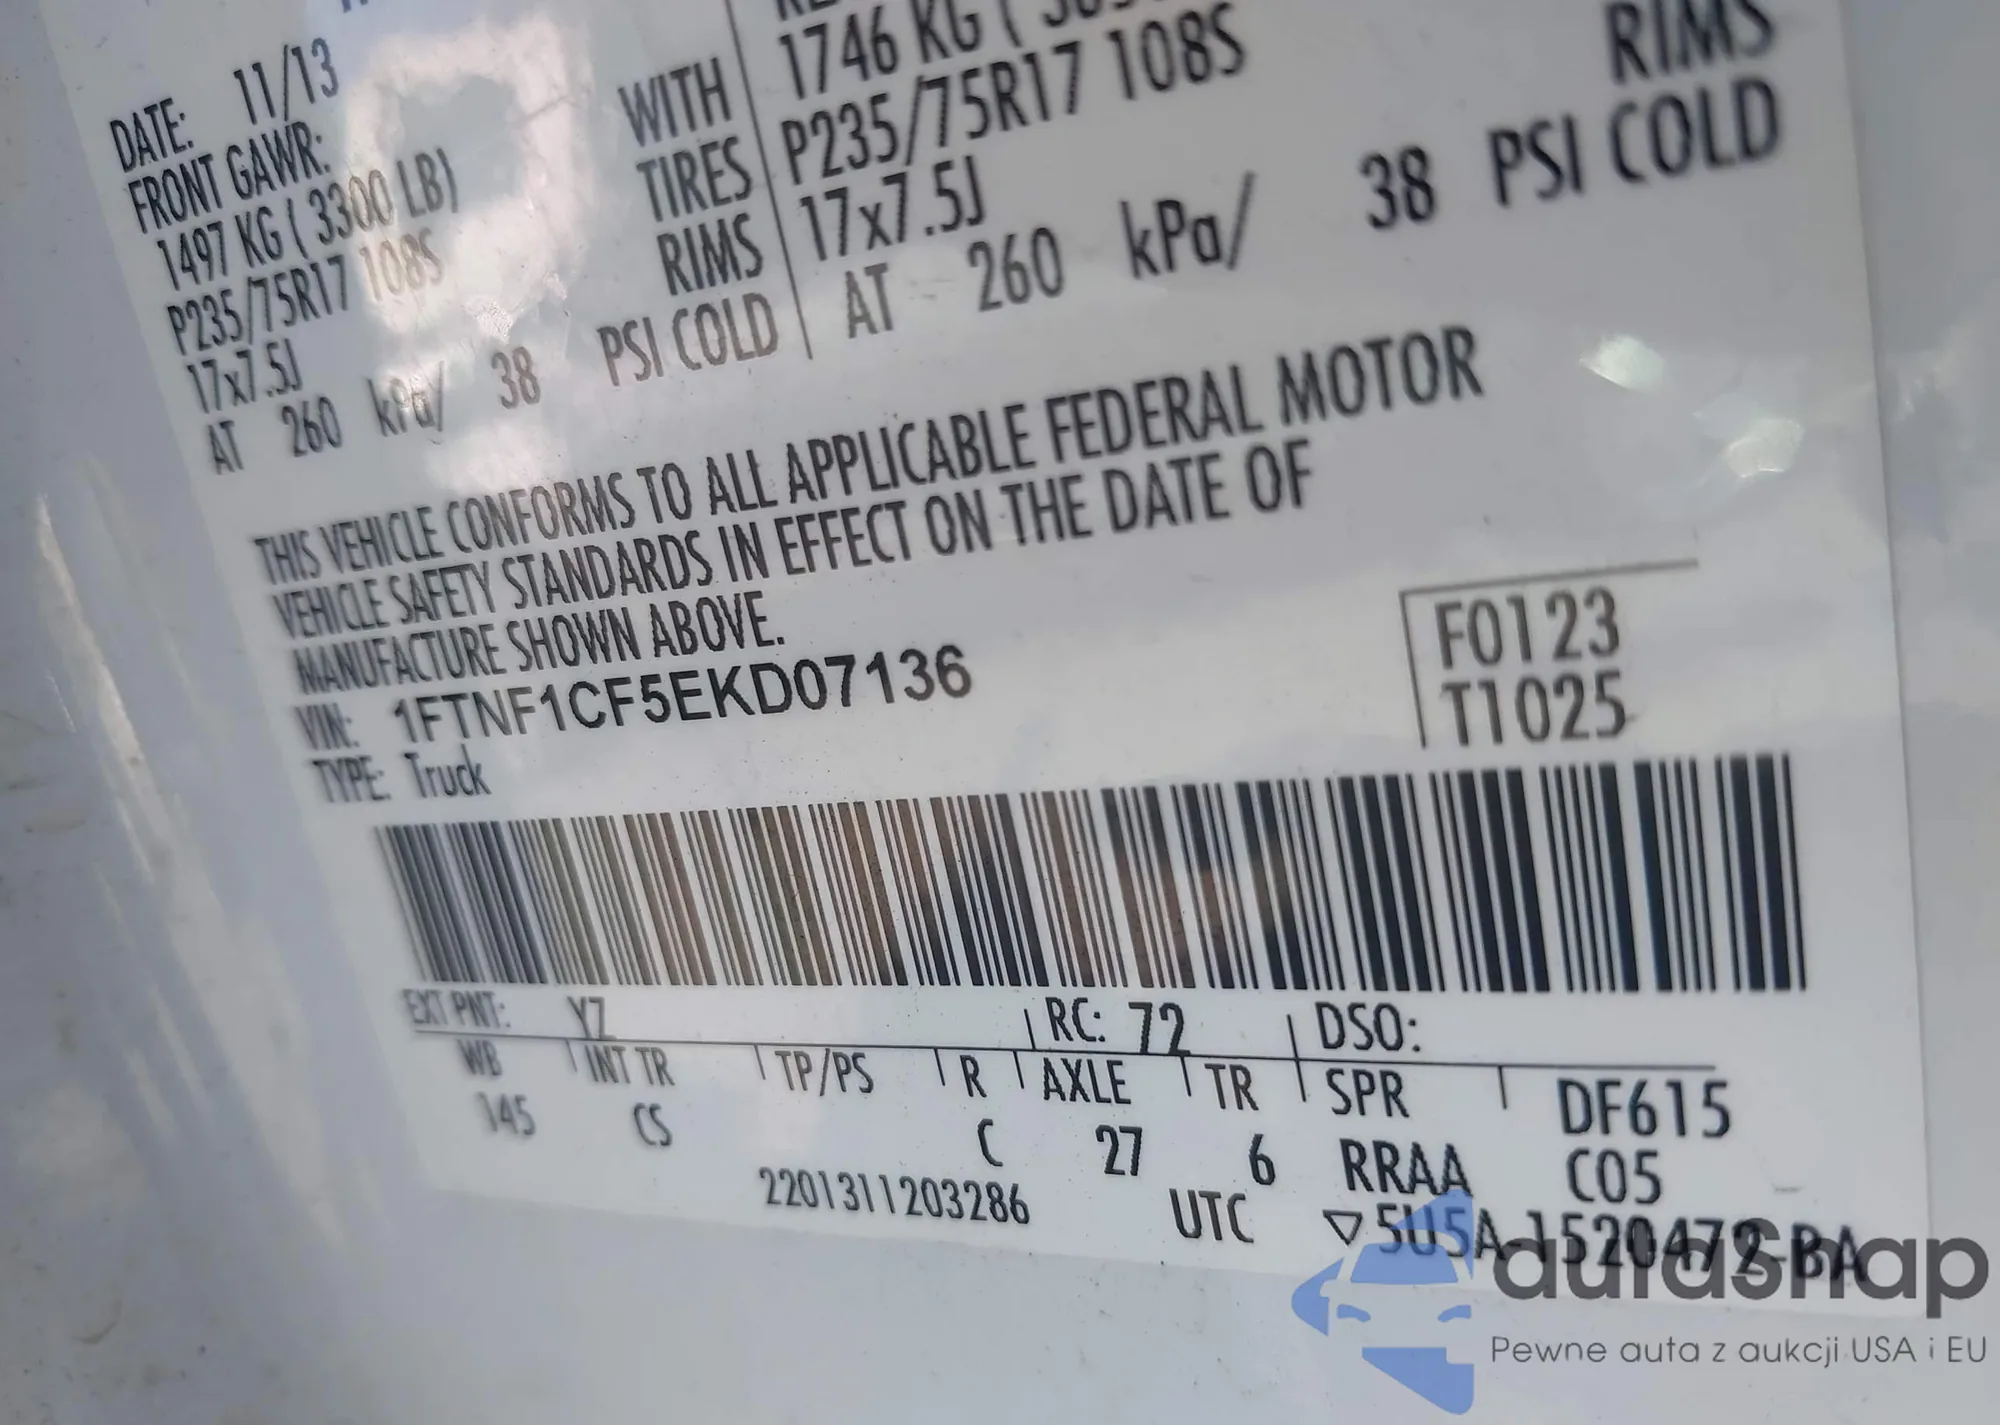 DATE: 11/13
FRONT GAWR:
1497 KG ( 3300 LB)
P235/75R17 108S
17x7.5J
AT 260 kPa/ 38 PSI COLD
WITH
TIRES
RIMS
1746 KG (
P235/75R17 108S
17x7.5J
RIMS
AT 260 kPa/ 38 PSI COLD
THIS VEHICLE CONFORMS TO ALL APPLICABLE FEDERAL MOTOR
VEHICLE SAFETY STANDARDS IN EFFECT ON THE DATE OF
MANUFACTURE SHOWN ABOVE.
VIN: 1FTNF1CF5EKD07136
TYPE: Truck
F0123
T1025
EXT PNT: YZ RC: 72 DSO:
WB INT TR TP/PS R AXLE TR SPR
145 CS C 27 6 RRAA
DF615
C05
2201311203286 UTC ▽5U5A-1520472-BA
autasnap
Pewne auta z aukcji USA i EU